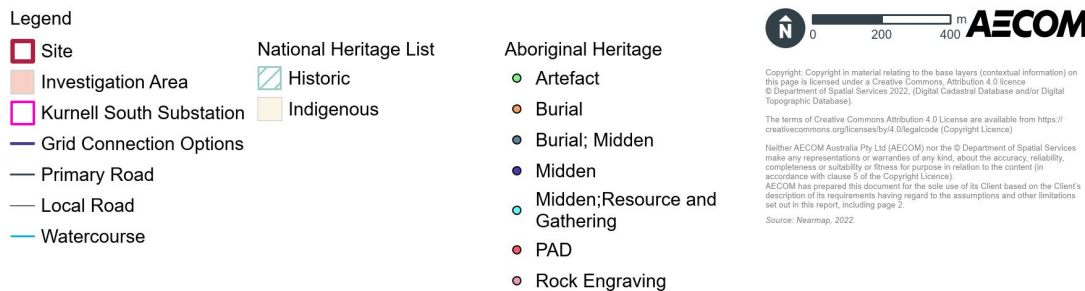 Legend
Site
Investigation Area
Kurnell South Substation
Grid Connection Options
Primary Road
Local Road
Watercourse
National Heritage List
Historic
Indigenous
Aboriginal Heritage
Artefact
Burial
Burial; Midden
Midden
Midden;Resource and
Gathering
PAD
Rock Engraving
N
m
0 200 400
AECOM
Copyright: Copyright in material relating to the base layers (contextual information) on
this page is licensed under a Creative Commons, Attribution 4.0 licence
© Department of Spatial Services 2022, (Digital Cadastral Database and/or Digital
Topographic Database).
The terms of Creative Commons Attribution 4.0 License are available from https://
creativecommons.org/licenses/by/4.0/legalcode (Copyright Licence)
Neither AECOM Australia Pty Ltd (AECOM) nor the © Department of Spatial Services
make any representations or warranties of any kind, about the accuracy, reliability,
completeness or suitability or fitness for purpose in relation to the content (in
accordance with clause 5 of the Copyright Licence).
AECOM has prepared this document for the sole use of its Client based on the Client's
description of its requirements having regard to the assumptions and other limitations
set out in this report, including page 2.
Source: Nearmap, 2022.